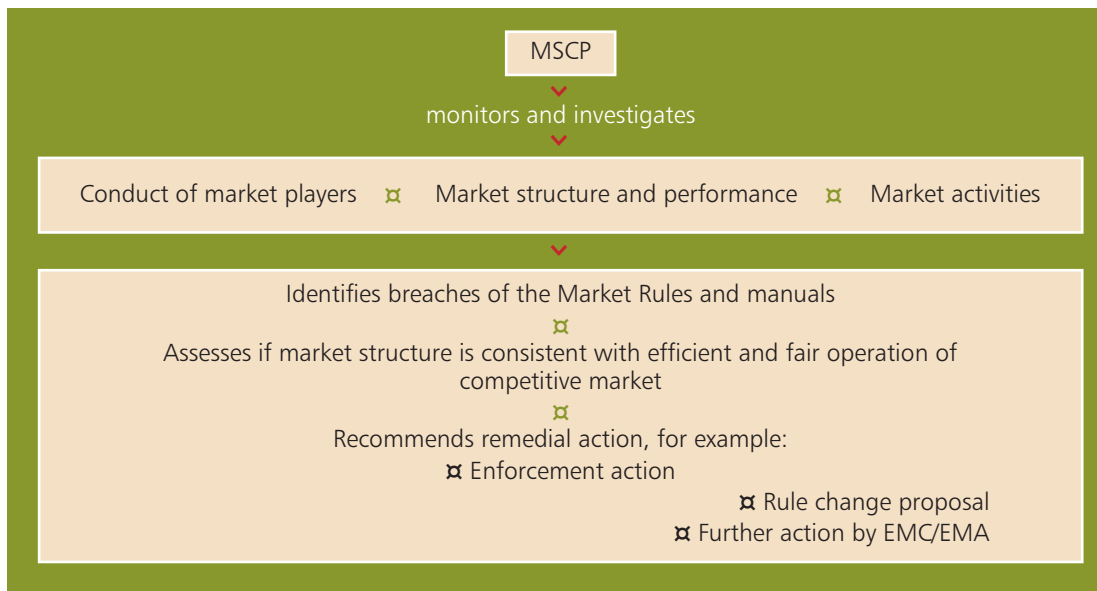 MSCP
monitors and investigates
Conduct of market players ¤ Market structure and performance ¤ Market activities
Identifies breaches of the Market Rules and manuals
¤
Assesses if market structure is consistent with efficient and fair operation of
competitive market
¤
Recommends remedial action, for example:
¤ Enforcement action
¤ Rule change proposal
¤ Further action by EMC/EMA